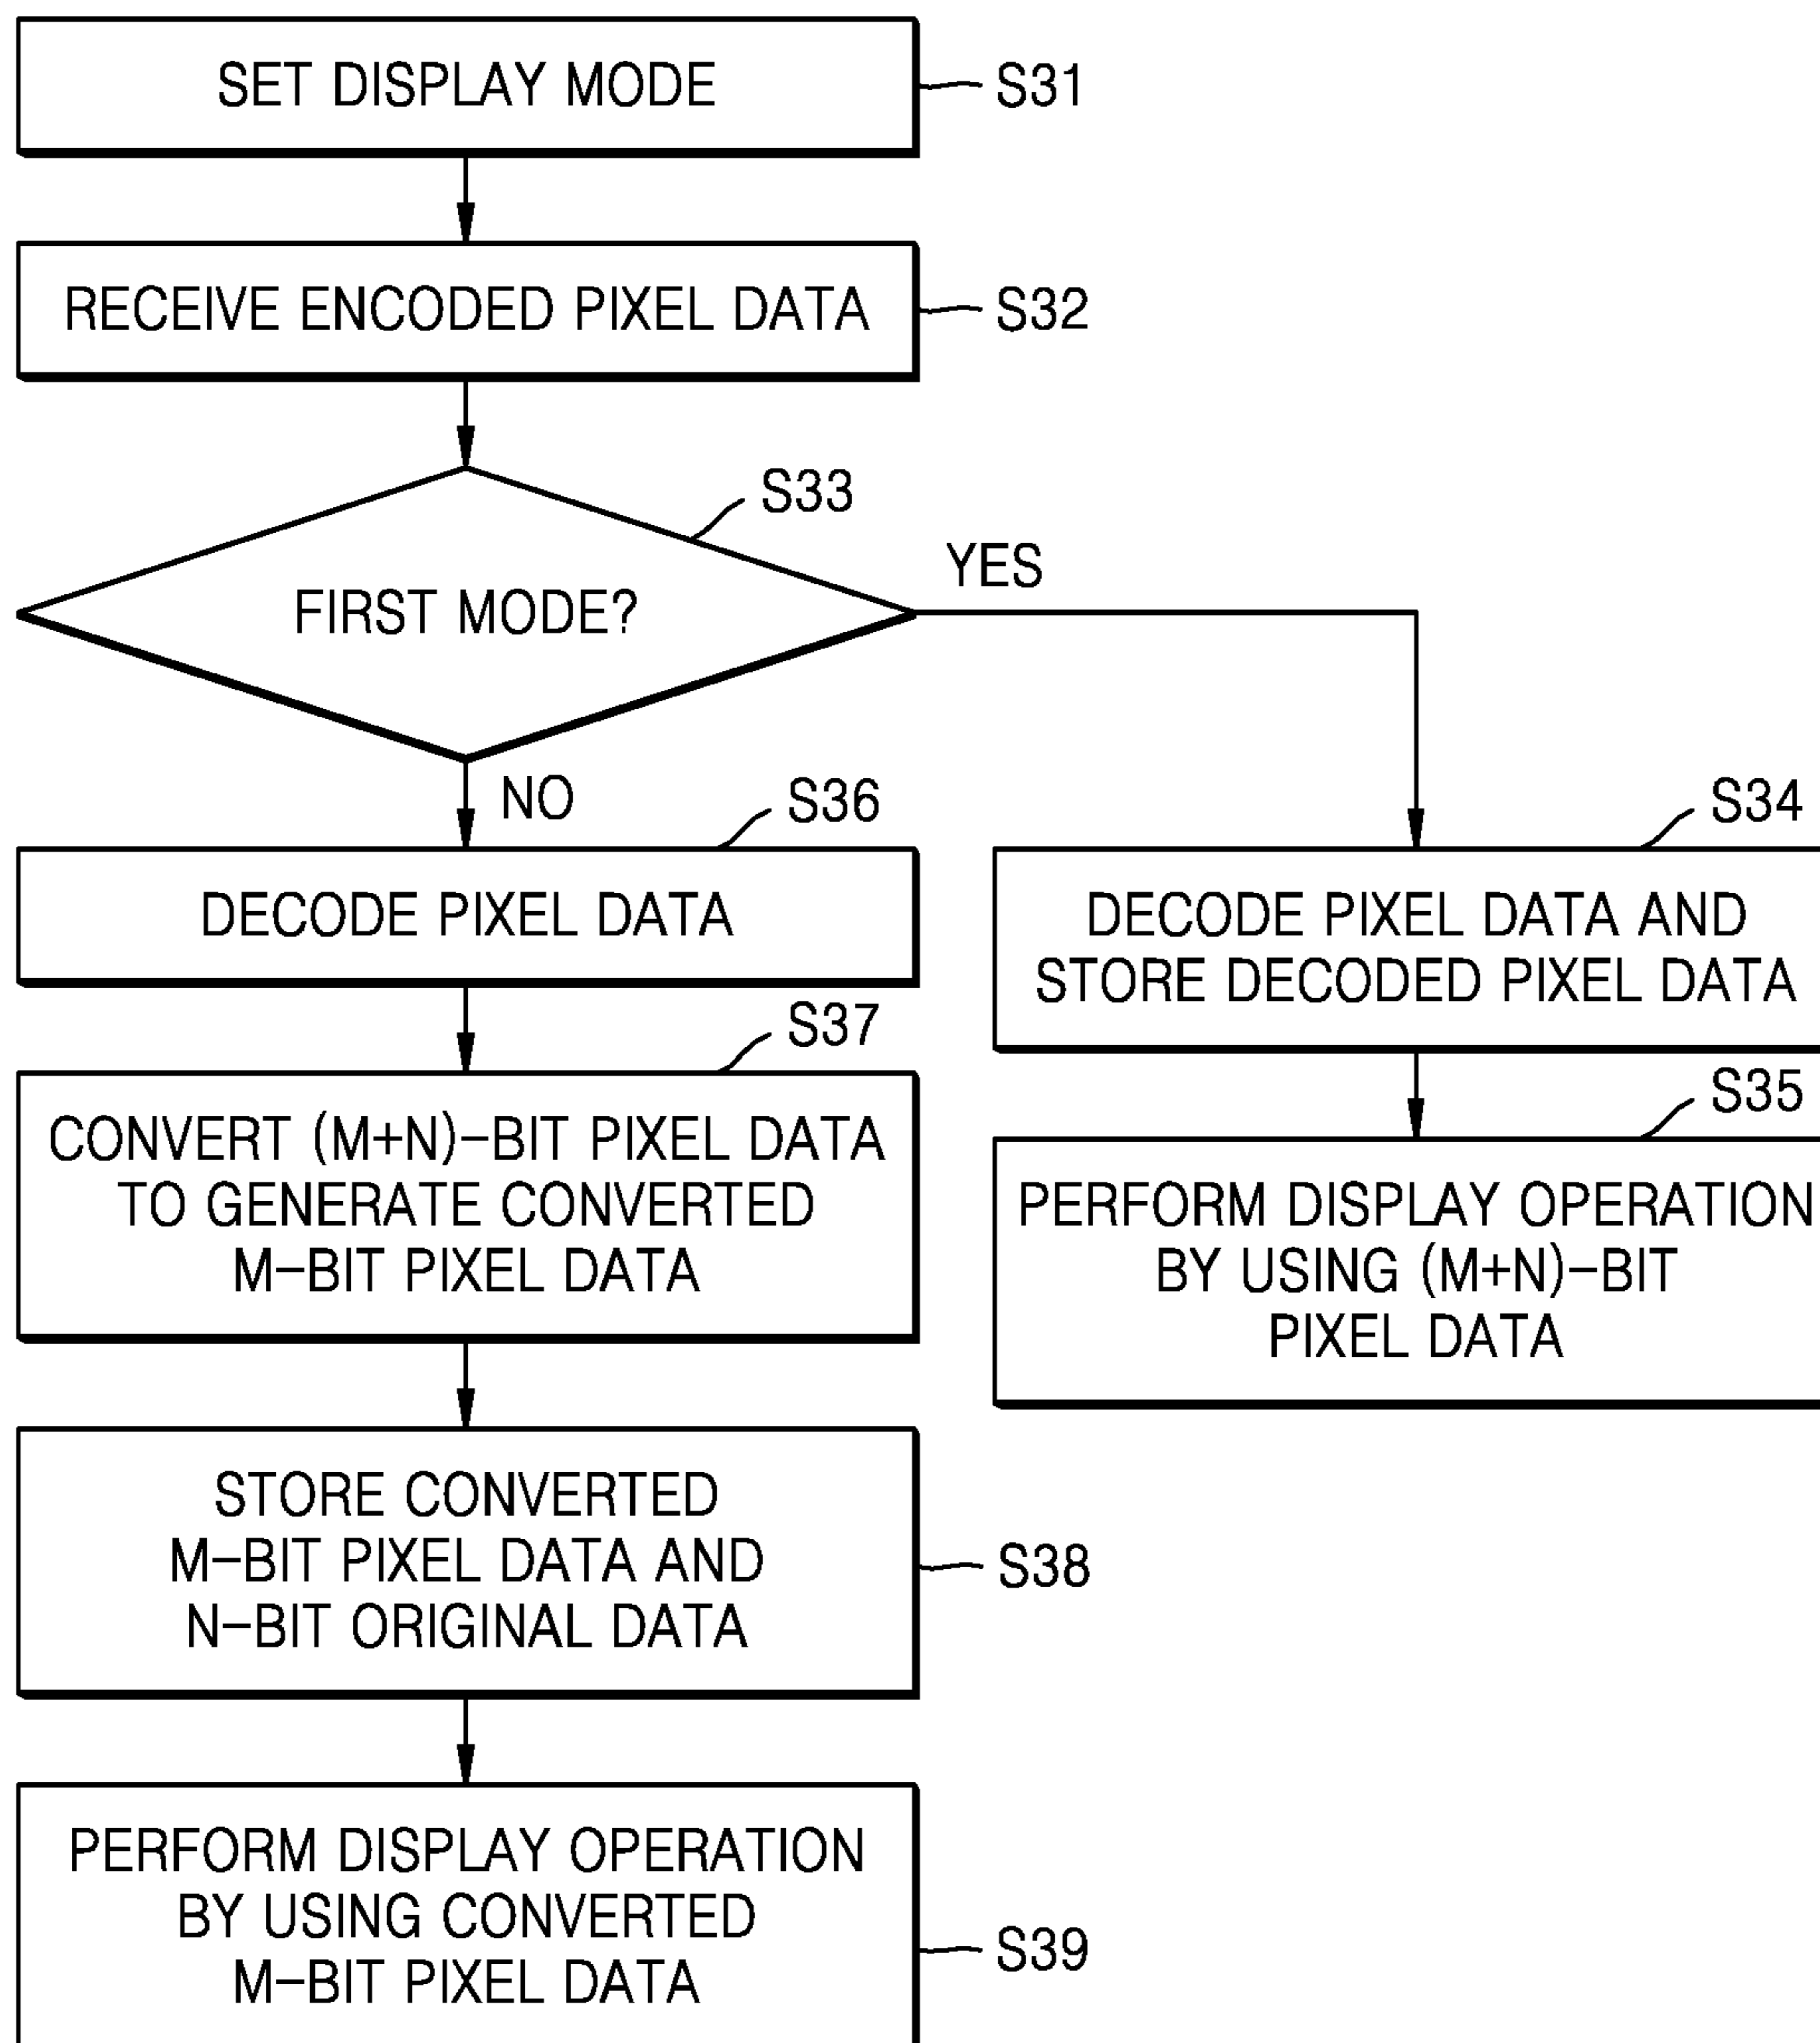 SET DISPLAY MODE
S31
RECEIVE ENCODED PIXEL DATA
S32
S33
FIRST MODE?
YES
NO
S36
DECODE PIXEL DATA
S34
DECODE PIXEL DATA AND
STORE DECODED PIXEL DATA
S37
CONVERT (M+N)-BIT PIXEL DATA
TO GENERATE CONVERTED
M-BIT PIXEL DATA
S35
PERFORM DISPLAY OPERATION
BY USING (M+N)-BIT
PIXEL DATA
STORE CONVERTED
M-BIT PIXEL DATA AND
N-BIT ORIGINAL DATA
S38
PERFORM DISPLAY OPERATION
BY USING CONVERTED
M-BIT PIXEL DATA
S39